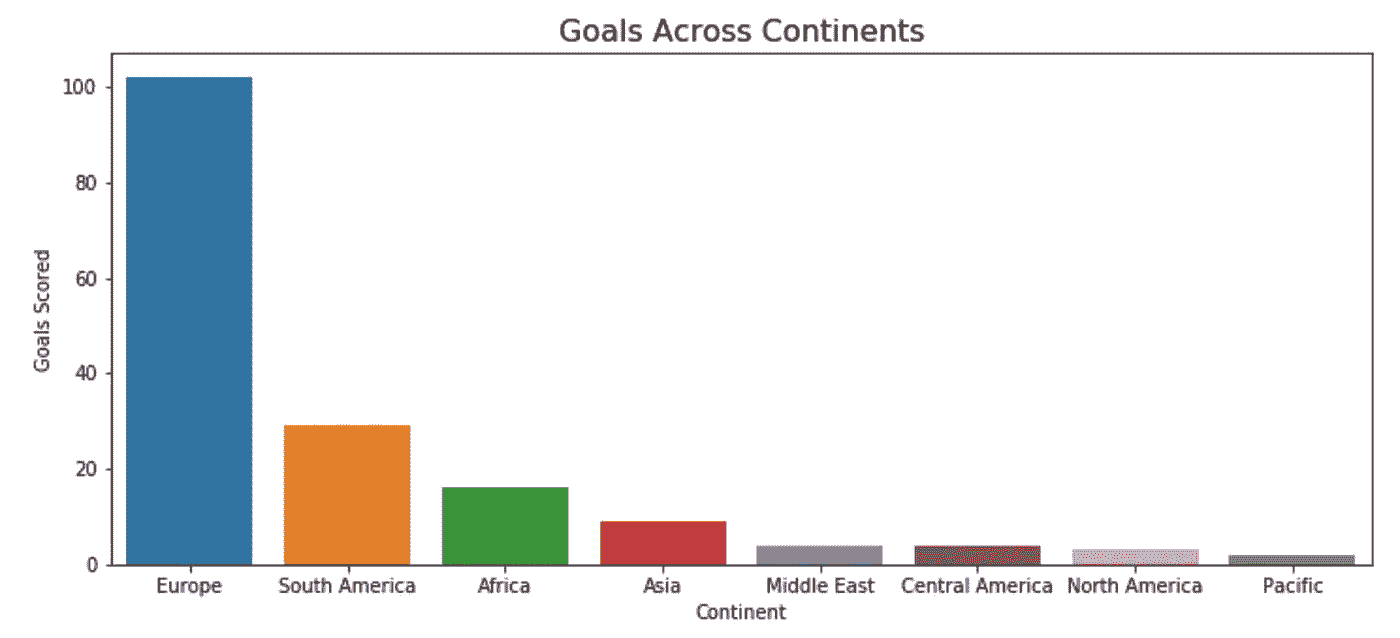 Goals Across Continents
Goals Scored
100
80
60
40
20
0
Europe South America Africa Asia Middle East Central America North America Pacific
Continent